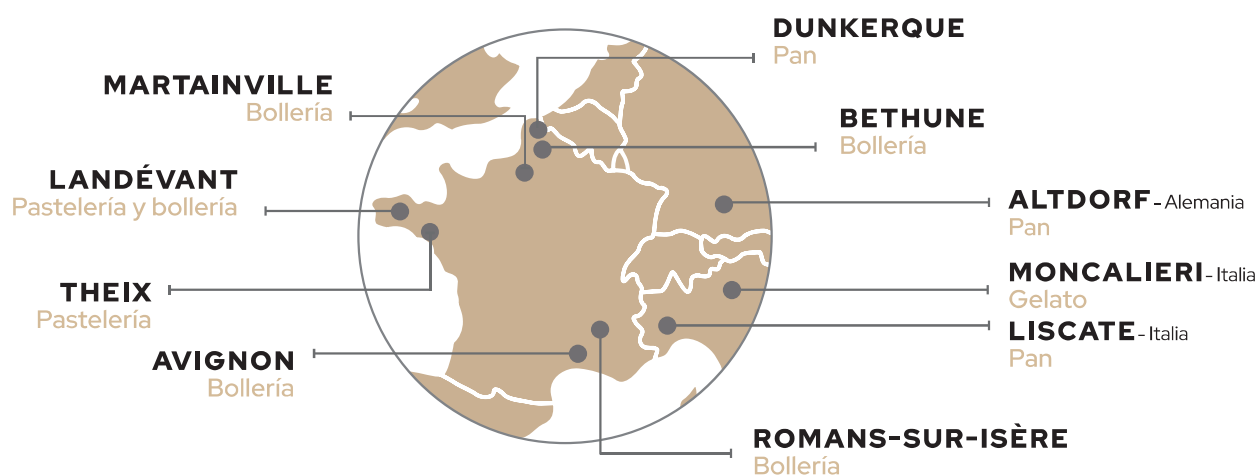 DUNKERQUE
Pan
MARTAINVILLE
Bollería
BETHUNE
Bollería
LANDÉVANT
Pastelería y bollería
ALTDORF - Alemania
Pan
MONCALIERI - Italia
Gelato
THEIX
Pastelería
LISCATE - Italia
Pan
AVIGNON
Bollería
ROMANS-SUR-ISÈRE
Bollería